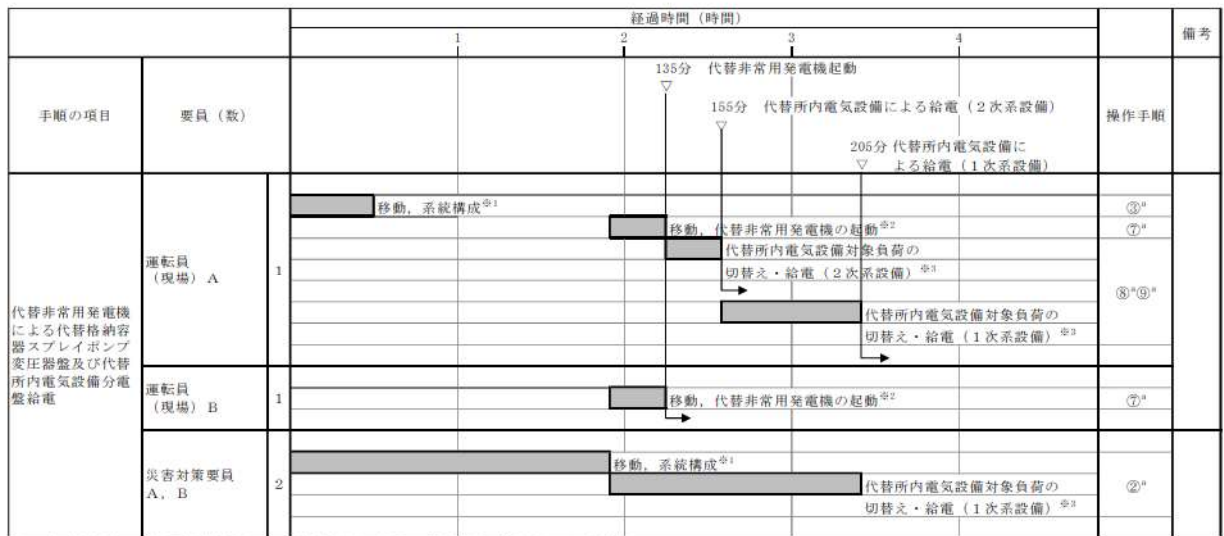 経過時間（時間）
備考
1
2
3
4
手順の項目
要員（数）
操作手順
135分　代替非常用発電機起動
▽
155分　代替所内電気設備による給電（２次系設備）
▽
205分 代替所内電気設備に
▽　よる給電（１次系設備）
代替非常用発電機
による代替格納容
器スプレイポンプ
変圧器盤及び代替
所内電気設備分電
盤給電
運転員
（現場）A
1
移動，系統構成※1
③ᵃ
移動，代替非常用発電機の起動※2
⑦ᵃ
代替所内電気設備対象負荷の
切替え・給電（２次系設備）※3
⑧ᵃ⑨ᵃ
代替所内電気設備対象負荷の
切替え・給電（１次系設備）※3
運転員
（現場）B
1
移動，代替非常用発電機の起動※2
⑦ᵃ
災害対策要員
A，B
2
移動，系統構成※1
代替所内電気設備対象負荷の
切替え・給電（１次系設備）※3
②ᵃ